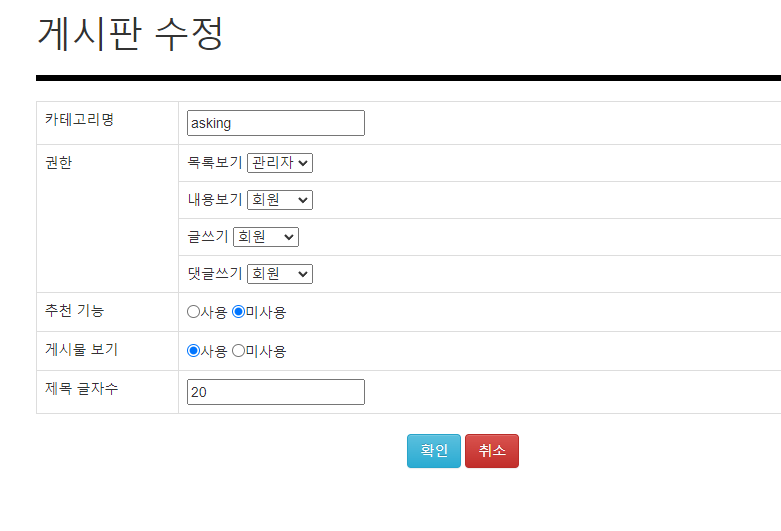 게시판 수정
카테고리명 asking
권한 목록보기 관리자
내용보기 회원
글쓰기 회원
댓글쓰기 회원
추천 기능 사용 미사용
게시물 보기 사용 미사용
제목 글자수 20
확인 취소